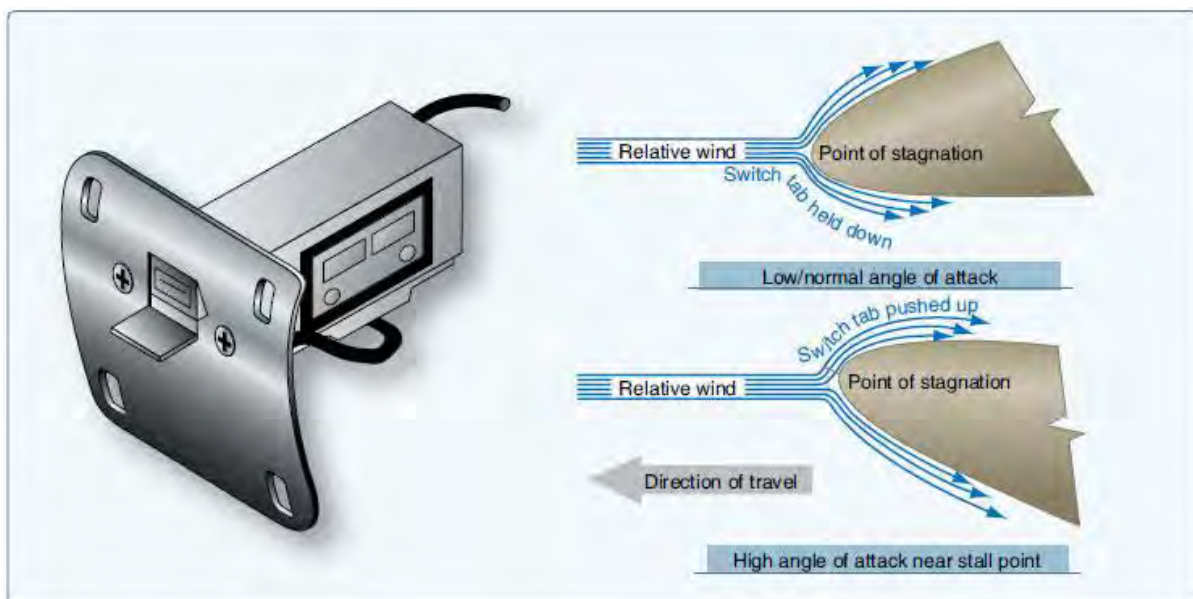 Relative wind
Point of stagnation
Switch tab held down
Low/normal angle of attack
Switch tab pushed up
Relative wind
Point of stagnation
Direction of travel
High angle of attack near stall point